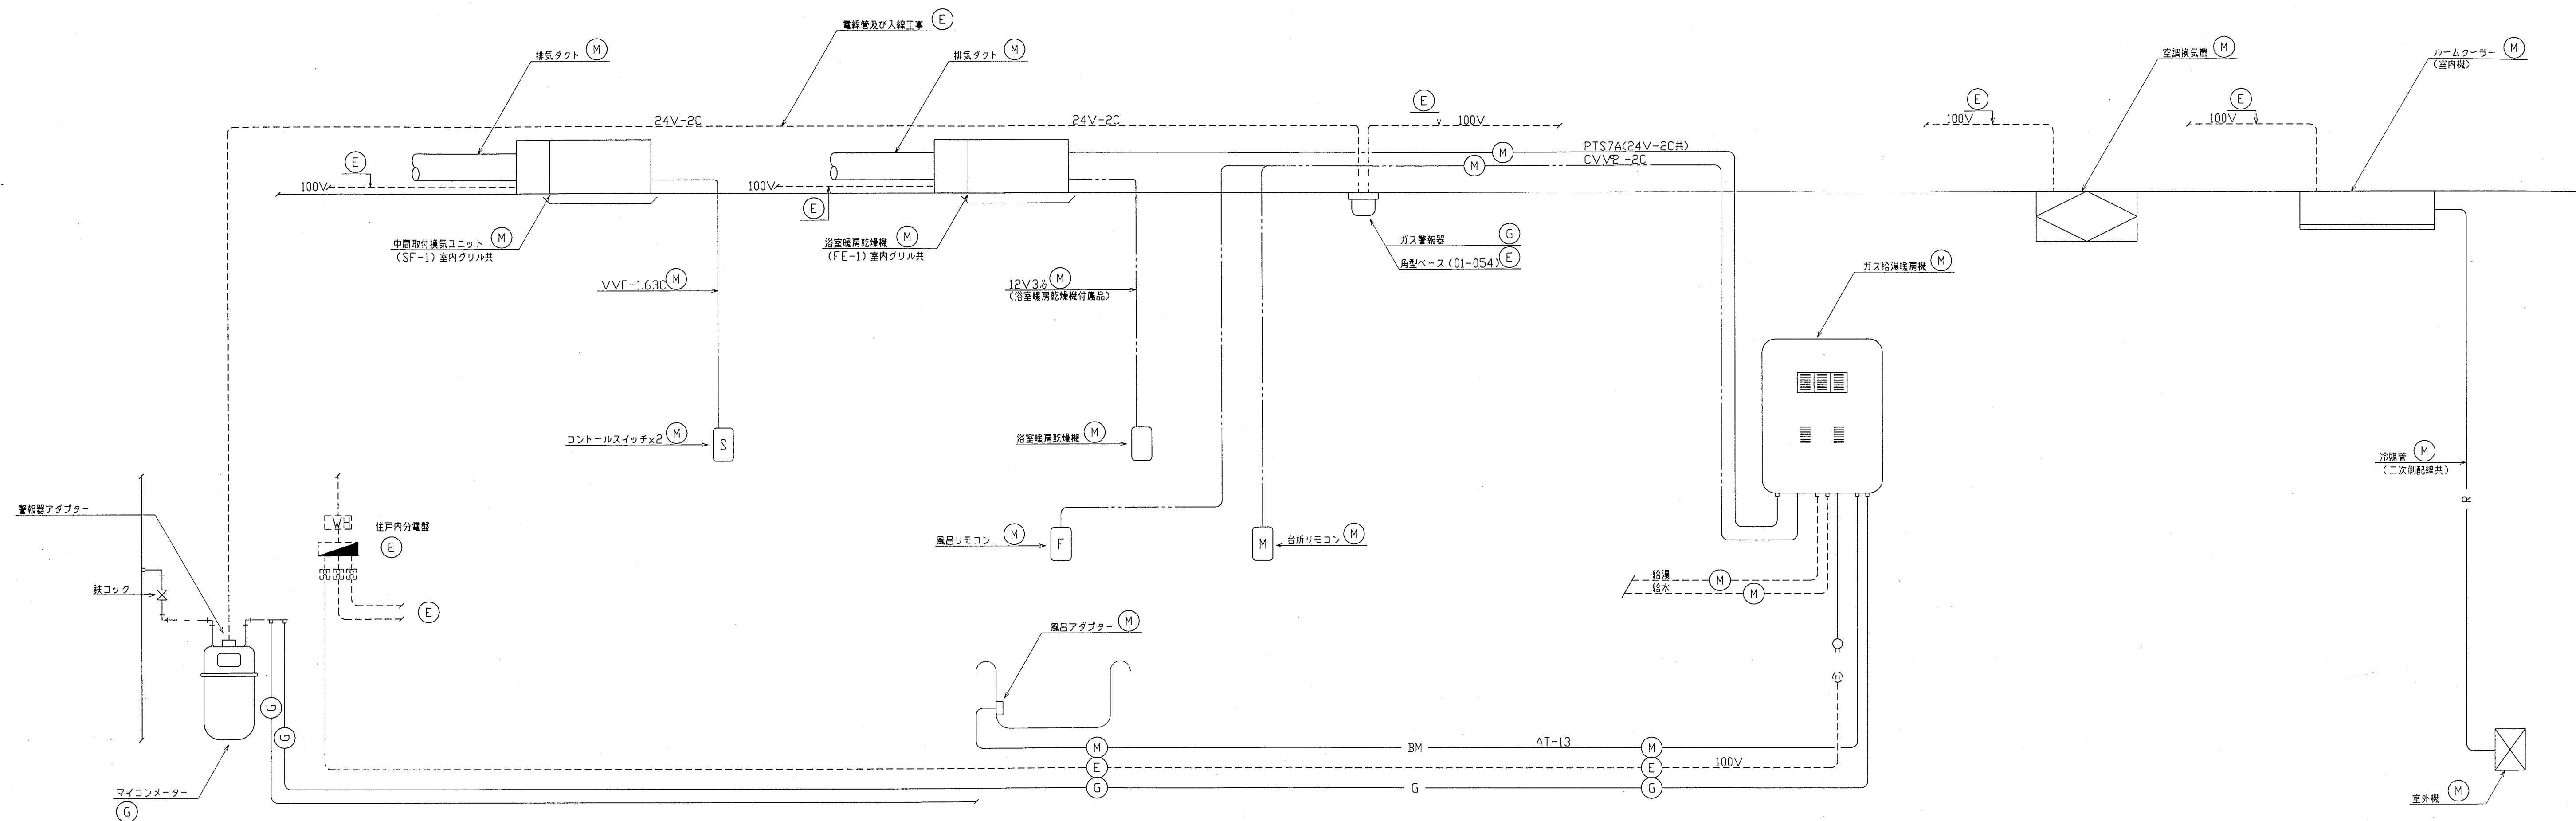 電線管及び入線工事 E
排気ダクト M
排気ダクト M
空調換気扇 M
ルームクーラー M
(室内機)
24V-2C
24V-2C
E
100V
E
100V
E
100V
E
100V
100V
E
M PTS7A(24V-2C共)
M CVV2-2C
中間取付換気ユニット M
(SF-1)室内グリル共
浴室暖房乾燥機 M
(FE-1)室内グリル共
ガス警報器 G
角型ベース(01-054) E
ガス給湯暖房機 M
VVF-1.63C M
12V3芯 M
(浴室暖房乾燥機付属品)
コントールスイッチx2 M
S
浴室暖房乾燥機 M
冷媒管 M
(二次側配線共)
R
警報器アダプター
WH
住戸内分電盤
E
風呂リモコン M
F
M
台所リモコン M
鉄コック
E
給湯 M
給水 M
風呂アダプター M
G
G
M BM AT-13 M
E E 100V
G G G
マイコンメーター
G
室外機 M